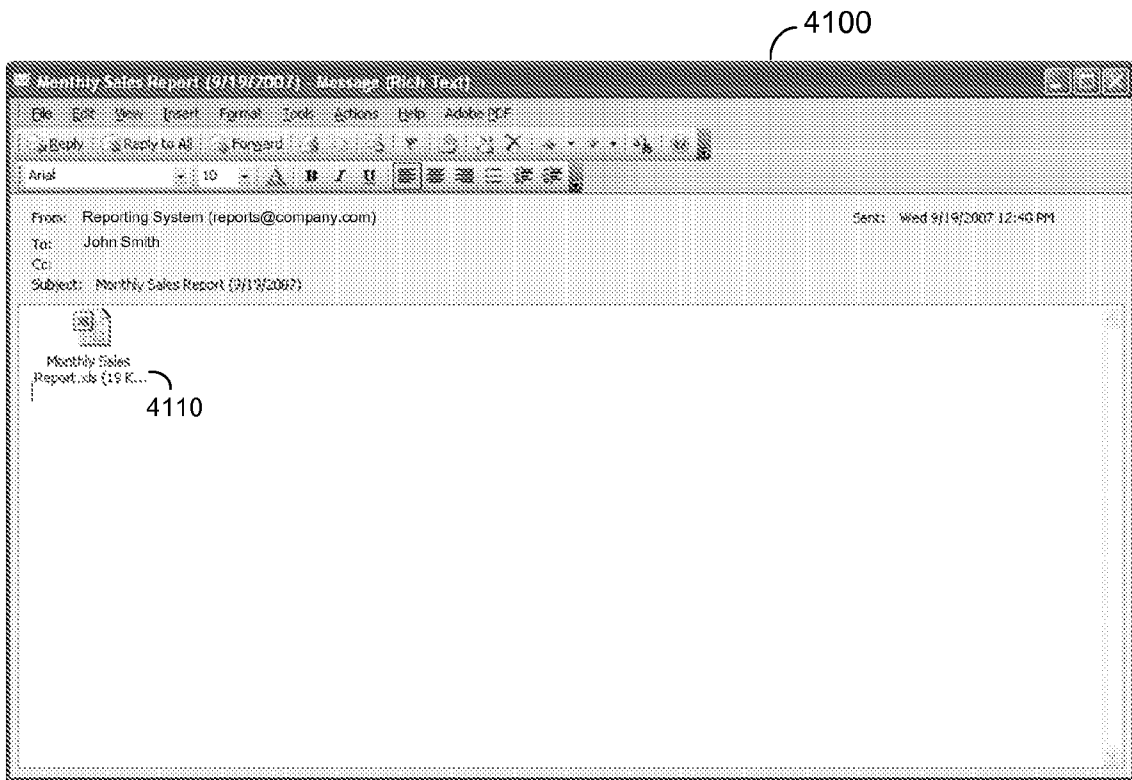 4100
Monthly Sales Report (9/19/2007) - Message (Rich Text)
File Edit View Insert Format Tools Actions Help Adobe PDF
Reply Reply to All Forward
Arial 10 A B I U
From: Reporting System (reports@company.com) Sent: Wed 9/19/2007 12:40 PM
To: John Smith
Cc:
Subject: Monthly Sales Report (9/19/2007)
Monthly Sales
Report.xls (19 K...
4110